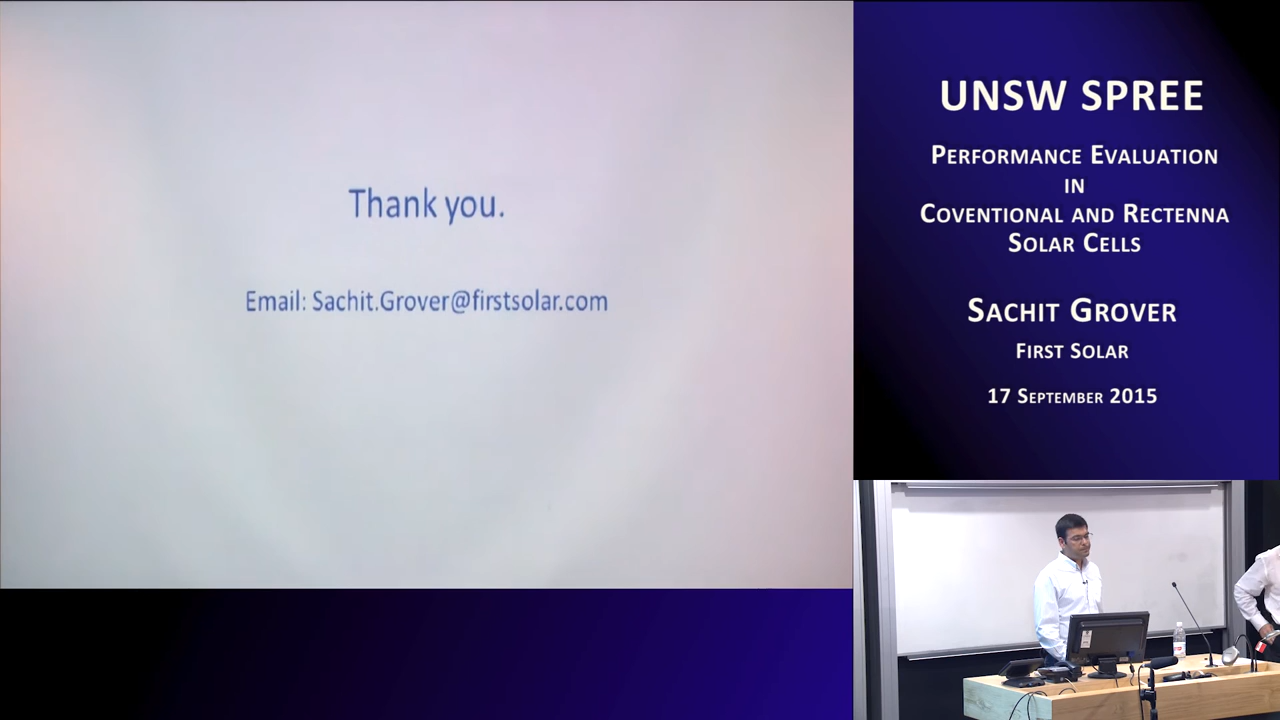 Thank you.
Email: Sachit.Grover@firstsolar.com
UNSW SPREE
Performance Evaluation
in
Coventional and Rectenna
Solar Cells
Sachit Grover
First Solar
17 September 2015